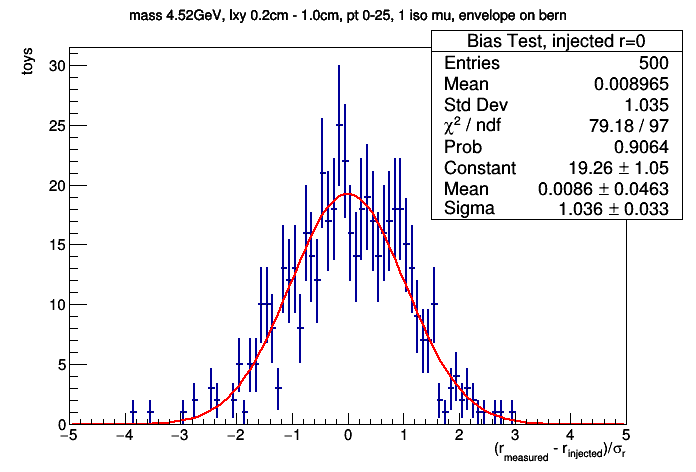 mass 4.52GeV, lxy 0.2cm - 1.0cm, pt 0-25, 1 iso mu, envelope on bern
Bias Test, injected r=0
Entries 500
Mean 0.008965
Std Dev 1.035
χ² / ndf 79.18 / 97
Prob 0.9064
Constant 19.26 ± 1.05
Mean 0.0086 ± 0.0463
Sigma 1.036 ± 0.033
toys
30
25
20
15
10
5
0
−5 −4 −3 −2 −1 0 1 2 3 4 5
(r_measured - r_injected)/σ_r